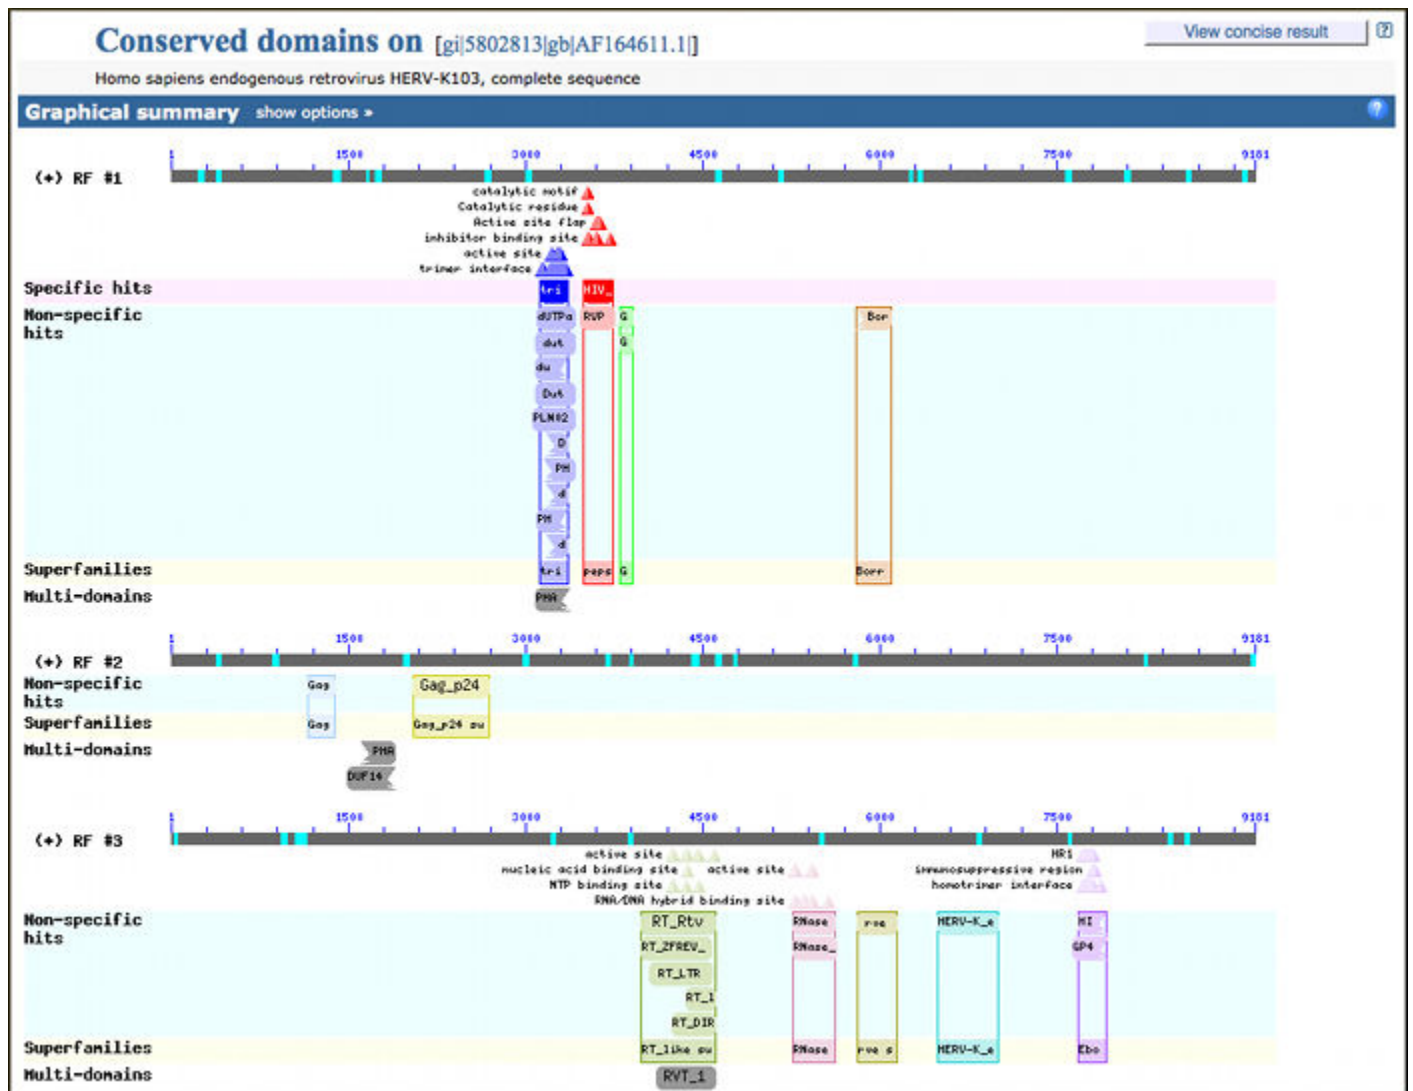 Conserved domains on [gi|5802813|gb|AF164611.1|]
View concise result
?
Homo sapiens endogenous retrovirus HERV-K103, complete sequence
Graphical summary show options »
?
1 1500 3000 4500 6000 7500 9181
(+) RF #1
catalytic motif
Catalytic residue
Active site flap
inhibitor binding site
active site
trimer interface
Specific hits
tri HIV_
Non-specific hits
dUTPa RVP G Bor
dut G
du
Dut
PLN02
D
PH
d
PH
d
Superfamilies
tri peps G Borr
Multi-domains
PHA
1 1500 3000 4500 6000 7500 9181
(+) RF #2
Non-specific hits
Gag Gag_p24
Superfamilies
Gag Gag_p24 su
Multi-domains
PHA
DUF14
1 1500 3000 4500 6000 7500 9181
(+) RF #3
active site HR1
nucleic acid binding site active site immunosuppressive region
NTP binding site homotrimer interface
RNA/DNA hybrid binding site
Non-specific hits
RT_Rtv RNase rve HERV-K_e HI
RT_ZFREV_ RNase_ GP4
RT_LTR
RT_1
RT_DIR
Superfamilies
RT_like su RNase rve s HERV-K_e Ebo
Multi-domains
RVT_1